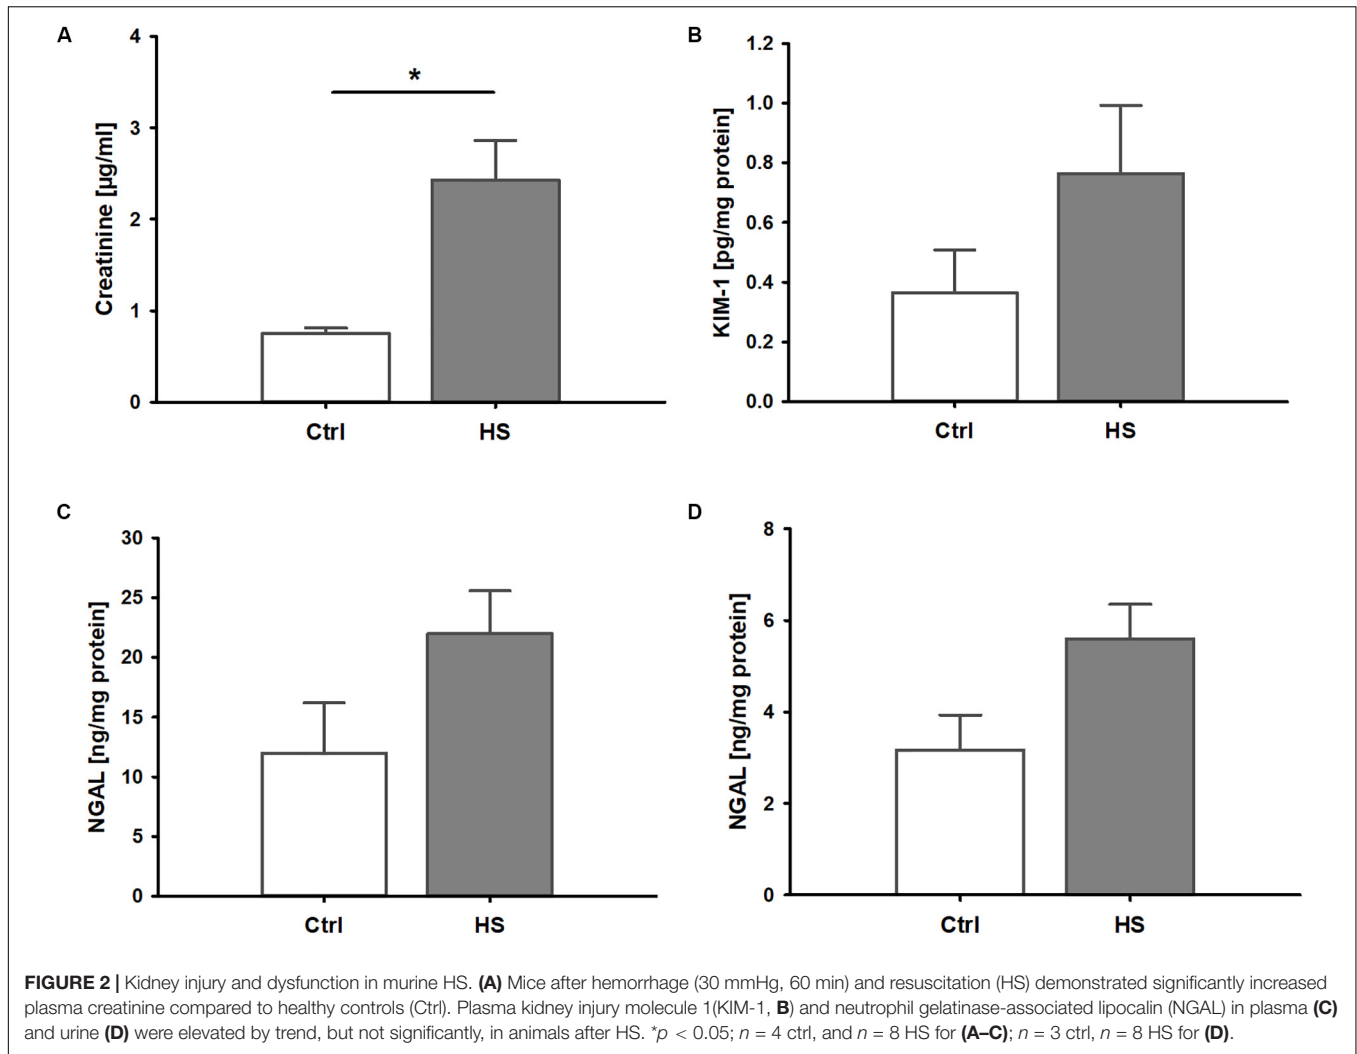 A
4
3
2
1
0
Creatinine [µg/ml]
*
Ctrl
HS
B
1.2
1.0
0.8
0.6
0.4
0.2
0.0
KIM-1 [pg/mg protein]
Ctrl
HS
C
30
25
20
15
10
5
0
NGAL [ng/mg protein]
Ctrl
HS
D
8
6
4
2
0
NGAL [ng/mg protein]
Ctrl
HS
FIGURE 2 | Kidney injury and dysfunction in murine HS. (A) Mice after hemorrhage (30 mmHg, 60 min) and resuscitation (HS) demonstrated significantly increased
plasma creatinine compared to healthy controls (Ctrl). Plasma kidney injury molecule 1(KIM-1, B) and neutrophil gelatinase-associated lipocalin (NGAL) in plasma (C)
and urine (D) were elevated by trend, but not significantly, in animals after HS. *p < 0.05; n = 4 ctrl, and n = 8 HS for (A–C); n = 3 ctrl, n = 8 HS for (D).